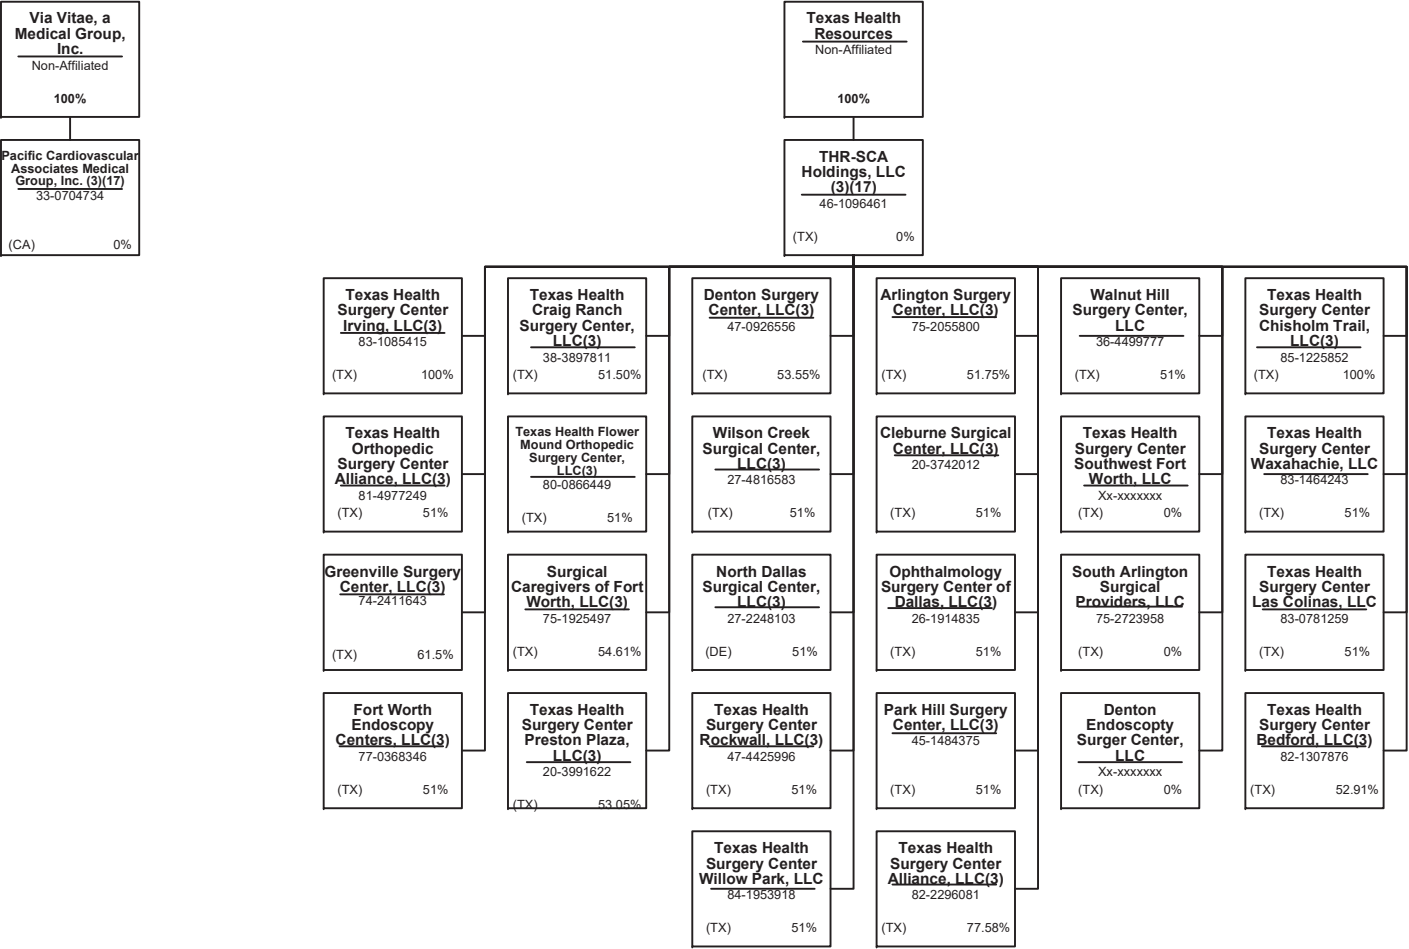 Via Vitae, a
Medical Group,
Inc.
Non-Affiliated
100%
Pacific Cardiovascular
Associates Medical
Group, Inc. (3)(17)
33-0704734
(CA) 0%
Texas Health
Resources
Non-Affiliated
100%
THR-SCA
Holdings, LLC
(3)(17)
46-1096461
(TX) 0%
Texas Health
Surgery Center
Irving, LLC(3)
83-1085415
(TX) 100%
Texas Health
Craig Ranch
Surgery Center,
LLC(3)
38-3897811
(TX) 51.50%
Denton Surgery
Center, LLC(3)
47-0926556
(TX) 53.55%
Arlington Surgery
Center, LLC(3)
75-2055800
(TX) 51.75%
Walnut Hill
Surgery Center,
LLC
36-4499777
(TX) 51%
Texas Health
Surgery Center
Chisholm Trail,
LLC(3)
85-1225852
(TX) 100%
Texas Health
Orthopedic
Surgery Center
Alliance, LLC(3)
81-4977249
(TX) 51%
Texas Health Flower
Mound Orthopedic
Surgery Center,
LLC(3)
80-0866449
(TX) 51%
Wilson Creek
Surgical Center,
LLC(3)
27-4816583
(TX) 51%
Cleburne Surgical
Center, LLC(3)
20-3742012
(TX) 51%
Texas Health
Surgery Center
Southwest Fort
Worth, LLC
Xx-xxxxxxx
(TX) 0%
Texas Health
Surgery Center
Waxahachie, LLC
83-1464243
(TX) 51%
Greenville Surgery
Center, LLC(3)
74-2411643
(TX) 61.5%
Surgical
Caregivers of Fort
Worth, LLC(3)
75-1925497
(TX) 54.61%
North Dallas
Surgical Center,
LLC(3)
27-2248103
(DE) 51%
Ophthalmology
Surgery Center of
Dallas, LLC(3)
26-1914835
(TX) 51%
South Arlington
Surgical
Providers, LLC
75-2723958
(TX) 0%
Texas Health
Surgery Center
Las Colinas, LLC
83-0781259
(TX) 51%
Fort Worth
Endoscopy
Centers, LLC(3)
77-0368346
(TX) 51%
Texas Health
Surgery Center
Preston Plaza,
LLC(3)
20-3991622
(TX) 53.05%
Texas Health
Surgery Center
Rockwall, LLC(3)
47-4425996
(TX) 51%
Park Hill Surgery
Center, LLC(3)
45-1484375
(TX) 51%
Denton
Endoscopty
Surger Center,
LLC
Xx-xxxxxxx
(TX) 0%
Texas Health
Surgery Center
Bedford, LLC(3)
82-1307876
(TX) 52.91%
Texas Health
Surgery Center
Willow Park, LLC
84-1953918
(TX) 51%
Texas Health
Surgery Center
Alliance, LLC(3)
82-2296081
(TX) 77.58%